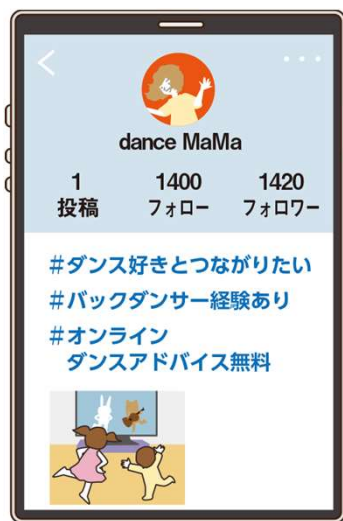 dance MaMa
1 1400 1420
投稿 フォロー フォロワー
#ダンス好きとつながりたい
#バックダンサー経験あり
#オンライン
ダンスアドバイス無料